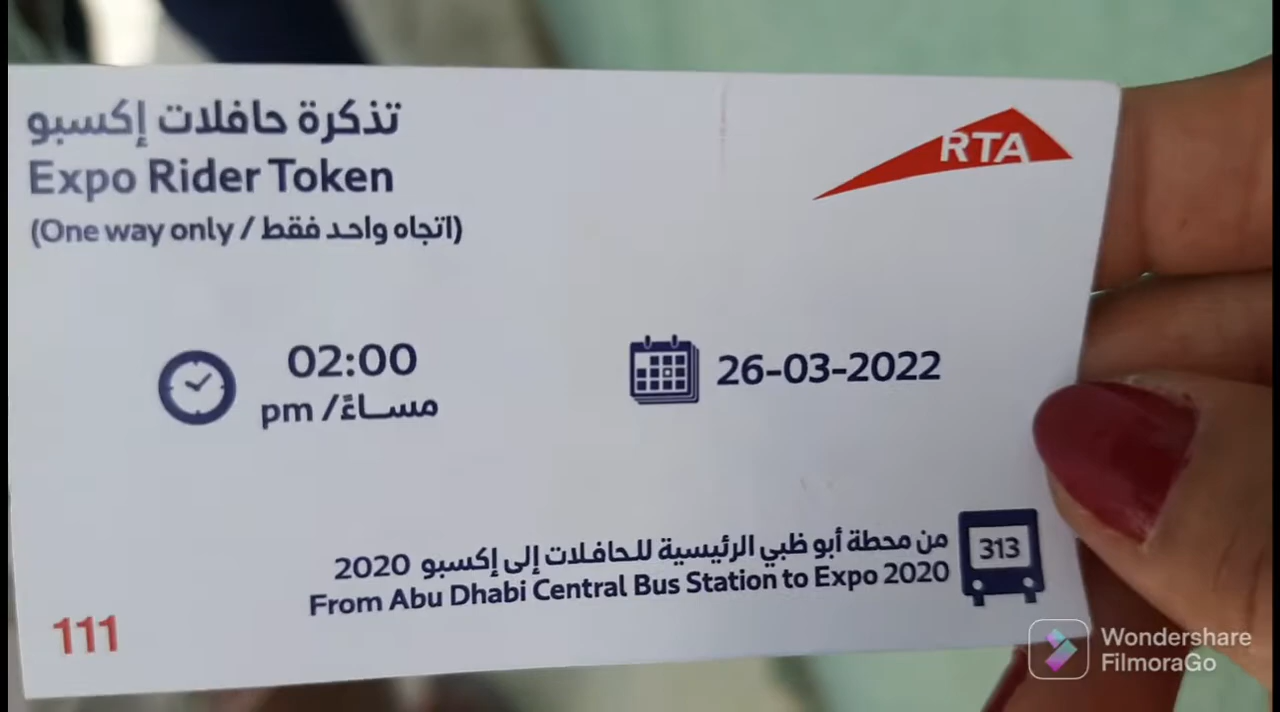 تذكرة حافلات إكسبو
Expo Rider Token
(One way only / اتجاه واحد فقط)
RTA
02:00
pm /مساءً
26-03-2022
من محطة أبو ظبي الرئيسية للحافلات إلى إكسبو 2020
From Abu Dhabi Central Bus Station to Expo 2020
313
111
Wondershare
FilmoraGo